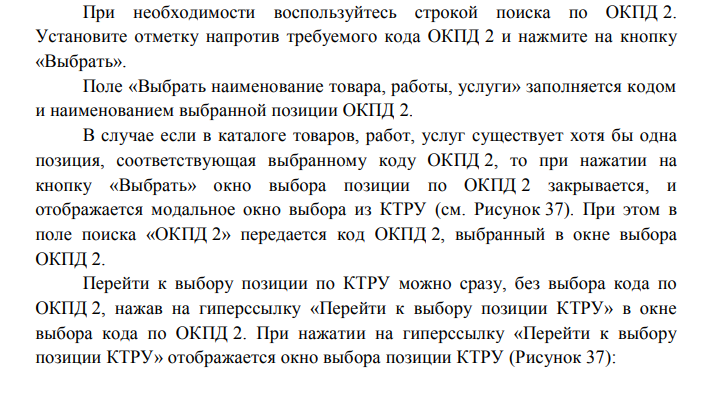 При необходимости воспользуйтесь строкой поиска по ОКПД 2.
Установите отметку напротив требуемого кода ОКПД 2 и нажмите на кнопку
«Выбрать».
Поле «Выбрать наименование товара, работы, услуги» заполняется кодом
и наименованием выбранной позиции ОКПД 2.
В случае если в каталоге товаров, работ, услуг существует хотя бы одна
позиция, соответствующая выбранному коду ОКПД 2, то при нажатии на
кнопку «Выбрать» окно выбора позиции по ОКПД 2 закрывается, и
отображается модальное окно выбора из КТРУ (см. Рисунок 37). При этом в
поле поиска «ОКПД 2» передается код ОКПД 2, выбранный в окне выбора
ОКПД 2.
Перейти к выбору позиции по КТРУ можно сразу, без выбора кода по
ОКПД 2, нажав на гиперссылку «Перейти к выбору позиции КТРУ» в окне
выбора кода по ОКПД 2. При нажатии на гиперссылку «Перейти к выбору
позиции КТРУ» отображается окно выбора позиции КТРУ (Рисунок 37):